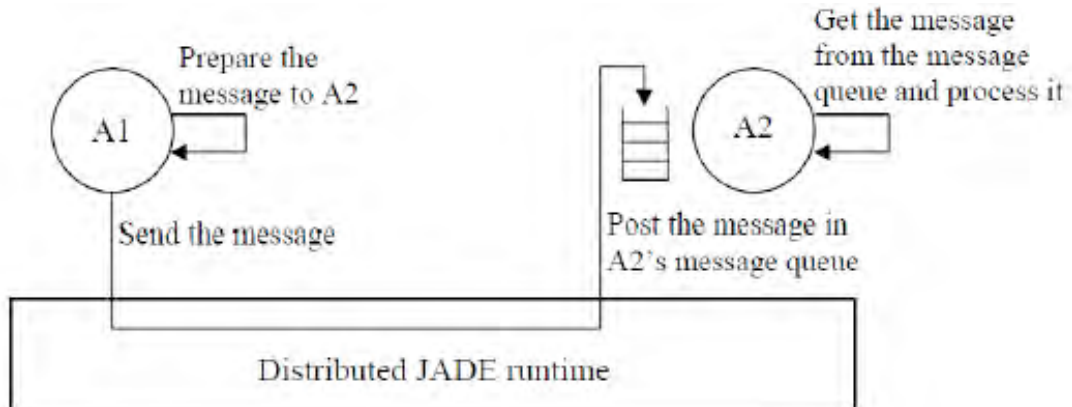 Prepare the
message to A2
A1
Send the message
Get the message
from the message
queue and process it
A2
Post the message in
A2's message queue
Distributed JADE runtime